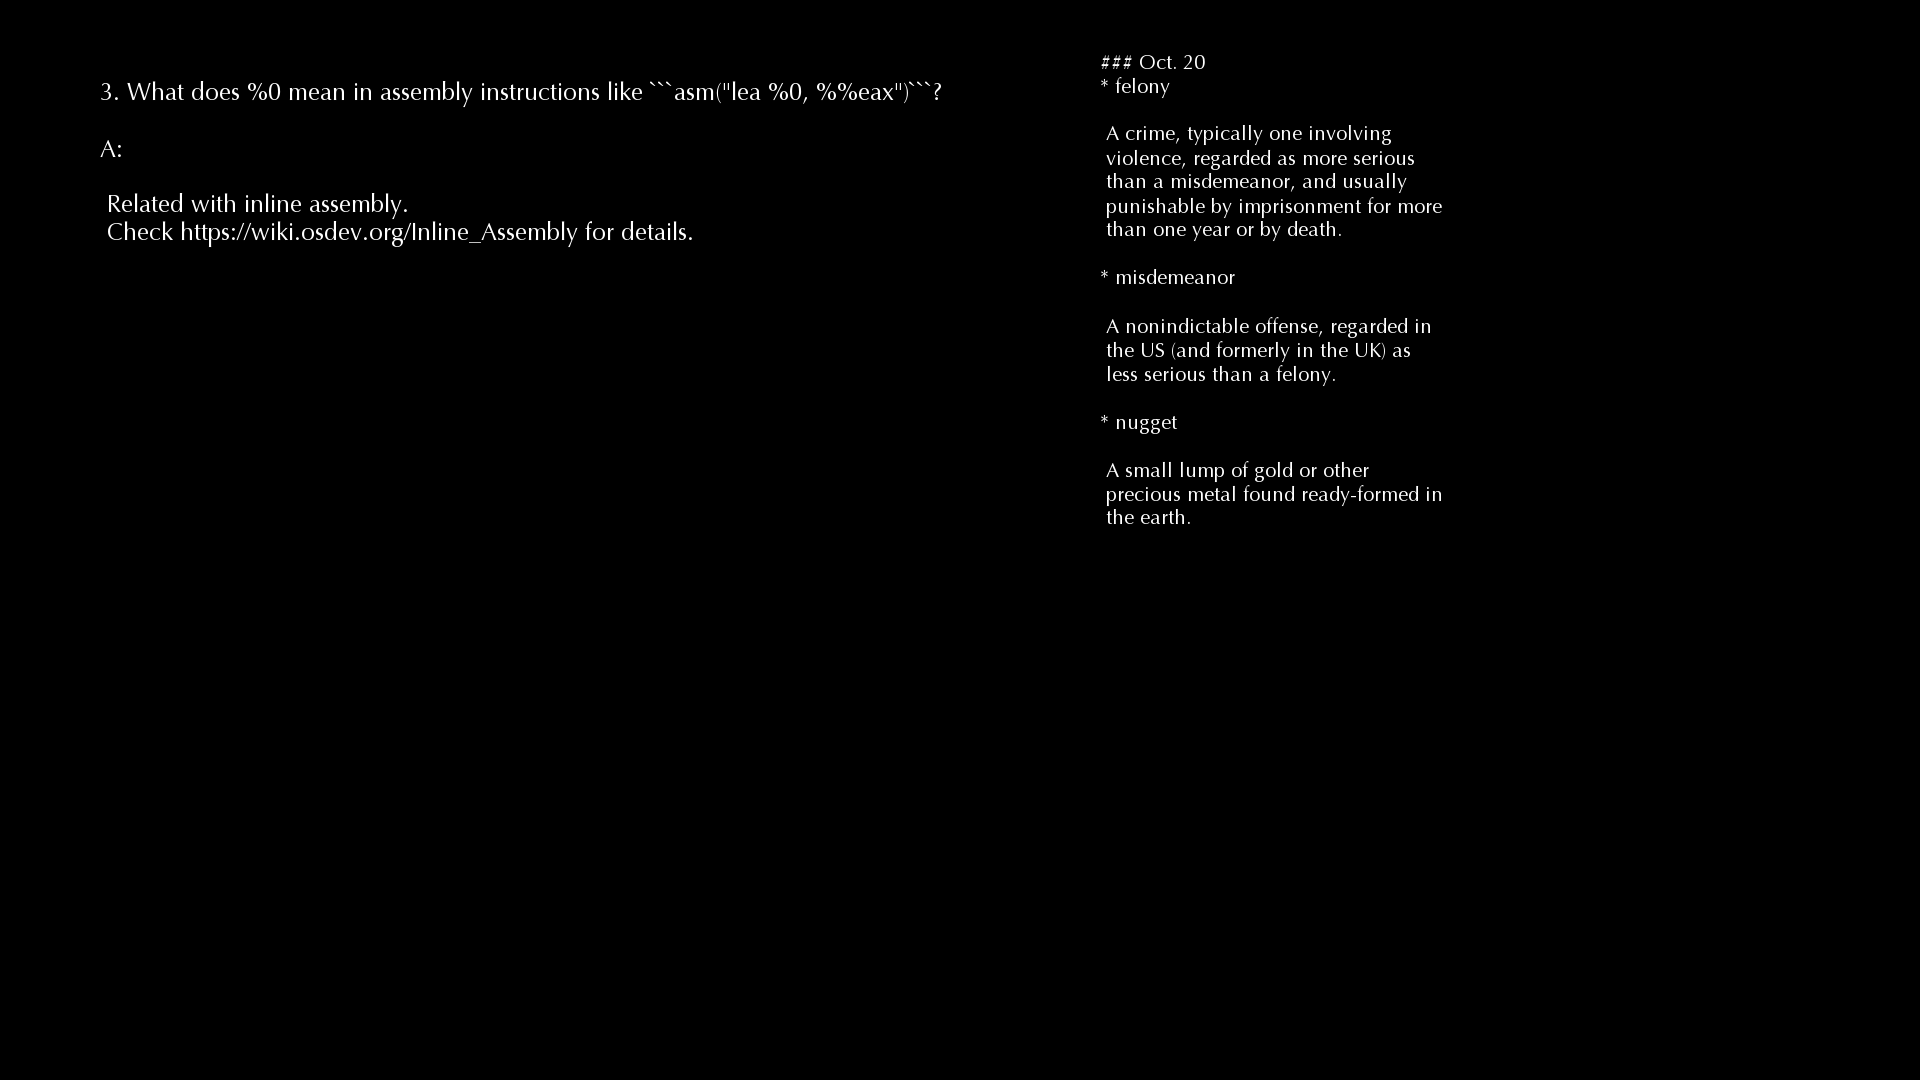 3. What does %0 mean in assembly instructions like ```asm("lea %0, %%eax")```?
A:
Related with inline assembly.
Check https://wiki.osdev.org/Inline_Assembly for details.
### Oct. 20
* felony
A crime, typically one involving
violence, regarded as more serious
than a misdemeanor, and usually
punishable by imprisonment for more
than one year or by death.
* misdemeanor
A nonindictable offense, regarded in
the US (and formerly in the UK) as
less serious than a felony.
* nugget
A small lump of gold or other
precious metal found ready-formed in
the earth.